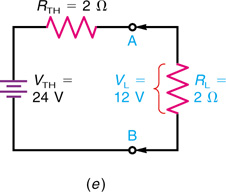 R_TH = 2 Ω
A
V_TH =
24 V
V_L =
12 V
R_L =
2 Ω
B
(e)